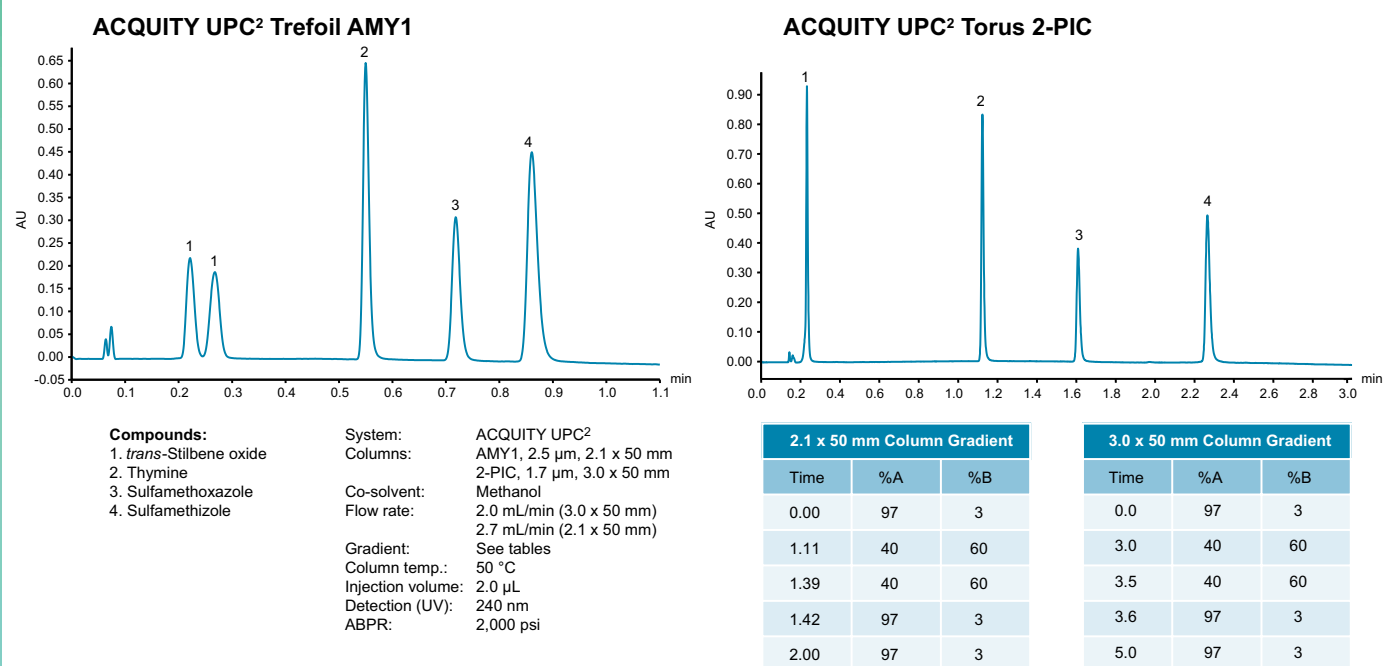 ACQUITY UPC² Trefoil AMY1
0.65
0.60
0.55
0.50
0.45
0.40
0.35
0.30
0.25
0.20
0.15
0.10
0.05
0.00
-0.05
AU
1
1
2
3
4
0.0 0.1 0.2 0.3 0.4 0.5 0.6 0.7 0.8 0.9 1.0 1.1
min
ACQUITY UPC² Torus 2-PIC
0.90
0.80
0.70
0.60
0.50
0.40
0.30
0.20
0.10
0.00
AU
1
2
3
4
0.0 0.2 0.4 0.6 0.8 1.0 1.2 1.4 1.6 1.8 2.0 2.2 2.4 2.6 2.8 3.0
min
Compounds:
1. trans-Stilbene oxide
2. Thymine
3. Sulfamethoxazole
4. Sulfamethizole
System: ACQUITY UPC²
Columns: AMY1, 2.5 µm, 2.1 x 50 mm
2-PIC, 1.7 µm, 3.0 x 50 mm
Co-solvent: Methanol
Flow rate: 2.0 mL/min (3.0 x 50 mm)
2.7 mL/min (2.1 x 50 mm)
Gradient: See tables
Column temp.: 50 °C
Injection volume: 2.0 µL
Detection (UV): 240 nm
ABPR: 2,000 psi
2.1 x 50 mm Column Gradient
Time %A %B
0.00 97 3
1.11 40 60
1.39 40 60
1.42 97 3
2.00 97 3
3.0 x 50 mm Column Gradient
Time %A %B
0.0 97 3
3.0 40 60
3.5 40 60
3.6 97 3
5.0 97 3